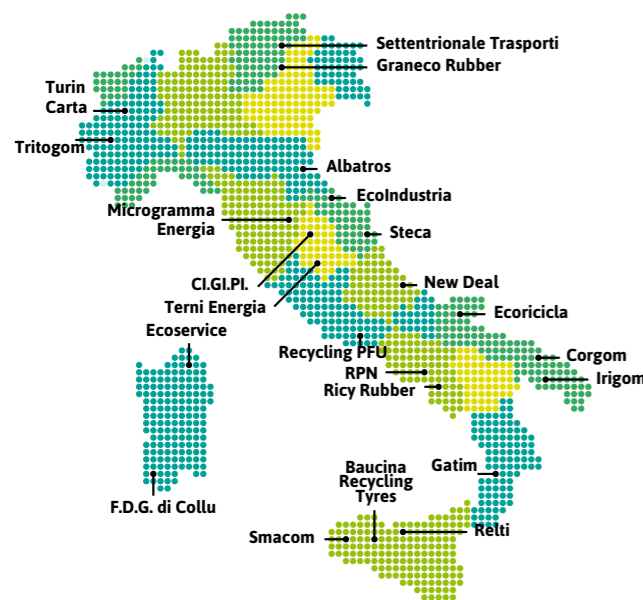 Settentrionale Trasporti
Graneco Rubber
Turin
Carta
Tritogom
Albatros
EcoIndustria
Microgramma
Energia
Steca
CI.GI.PI.
New Deal
Terni Energia
Ecoricicla
Ecoservice
Recycling PFU
Corgom
RPN
Irigom
Ricy Rubber
Baucina
Recycling
Tyres
Gatim
F.D.G. di Collu
Smacom
Relti